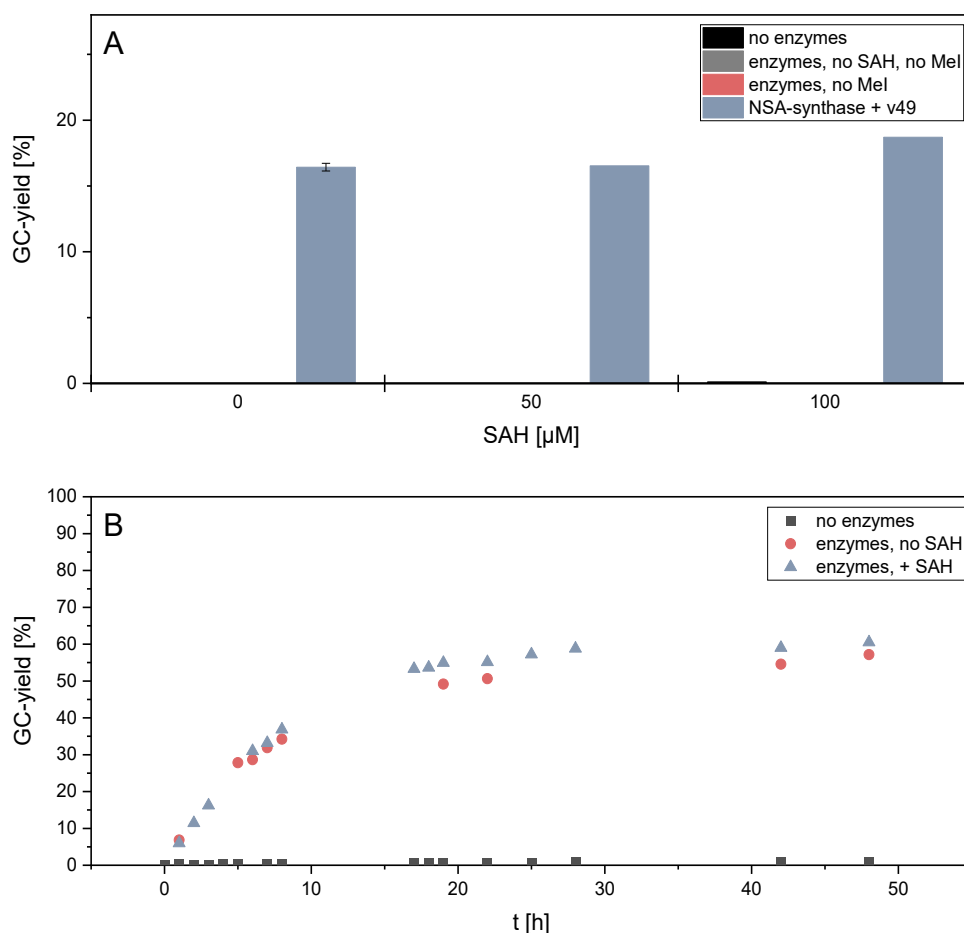 A
no enzymes
enzymes, no SAH, no MeI
enzymes, no MeI
NSA-synthase + v49
GC-yield [%]
20
10
0
0 50 100
SAH [µM]
B
no enzymes
enzymes, no SAH
enzymes, + SAH
GC-yield [%]
100
90
80
70
60
50
40
30
20
10
0
0 10 20 30 40 50
t [h]